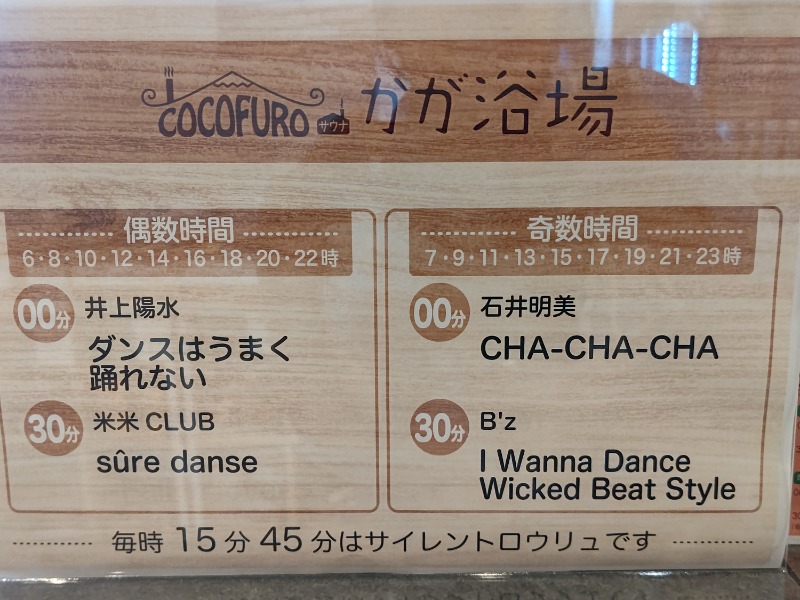 COCOFURO サウナ かが浴場
偶数時間
6・8・10・12・14・16・18・20・22時
00分 井上陽水
ダンスはうまく
踊れない
30分 米米CLUB
sûre danse
奇数時間
7・9・11・13・15・17・19・21・23時
00分 石井明美
CHA-CHA-CHA
30分 B'z
I Wanna Dance
Wicked Beat Style
毎時 15分 45分はサイレントロウリュです